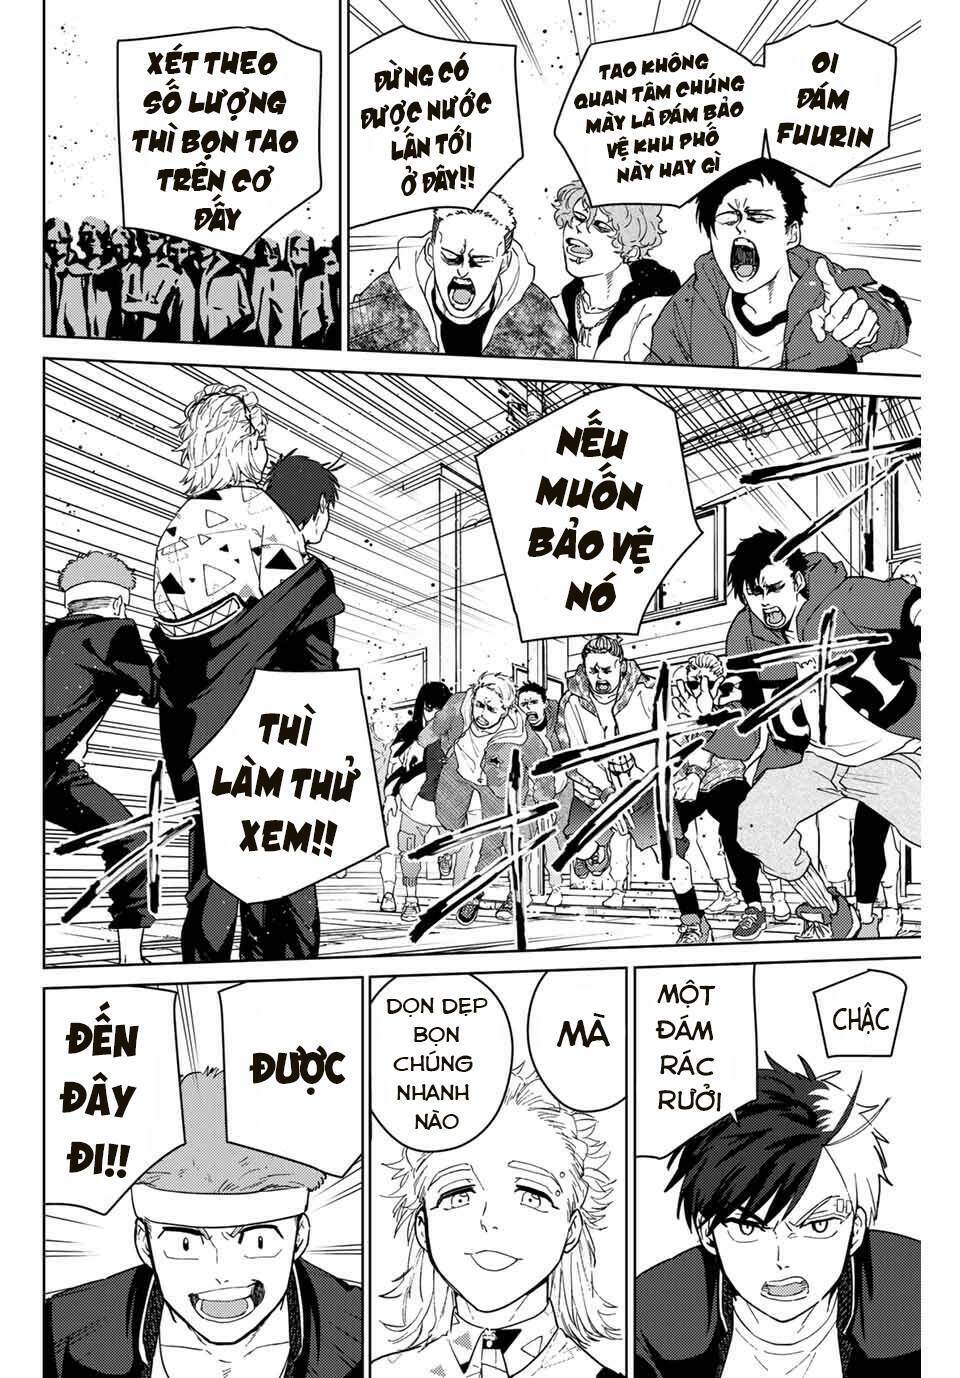 OI
ĐÁM
FUURIN
TAO KHÔNG
QUAN TÂM CHÚNG
MÀY LÀ ĐÁM BẢO
VỆ KHU PHỐ
NÀY HAY GÌ
ĐỪNG CÓ
ĐƯỢC NƯỚC
LẤN TỚI
Ở ĐÂY!!
XÉT THEO
SỐ LƯỢNG
THÌ BỌN TAO
TRÊN CƠ
ĐẤY
NẾU
MUỐN
BẢO VỆ
NÓ
THÌ
LÀM THỬ
XEM!!
CHẬC
MỘT
ĐÁM
RÁC
RƯỞI
MÀ
DỌN DẸP
BỌN
CHÚNG
NHANH
NÀO
ĐƯỢC
ĐẾN
ĐÂY
ĐI!!